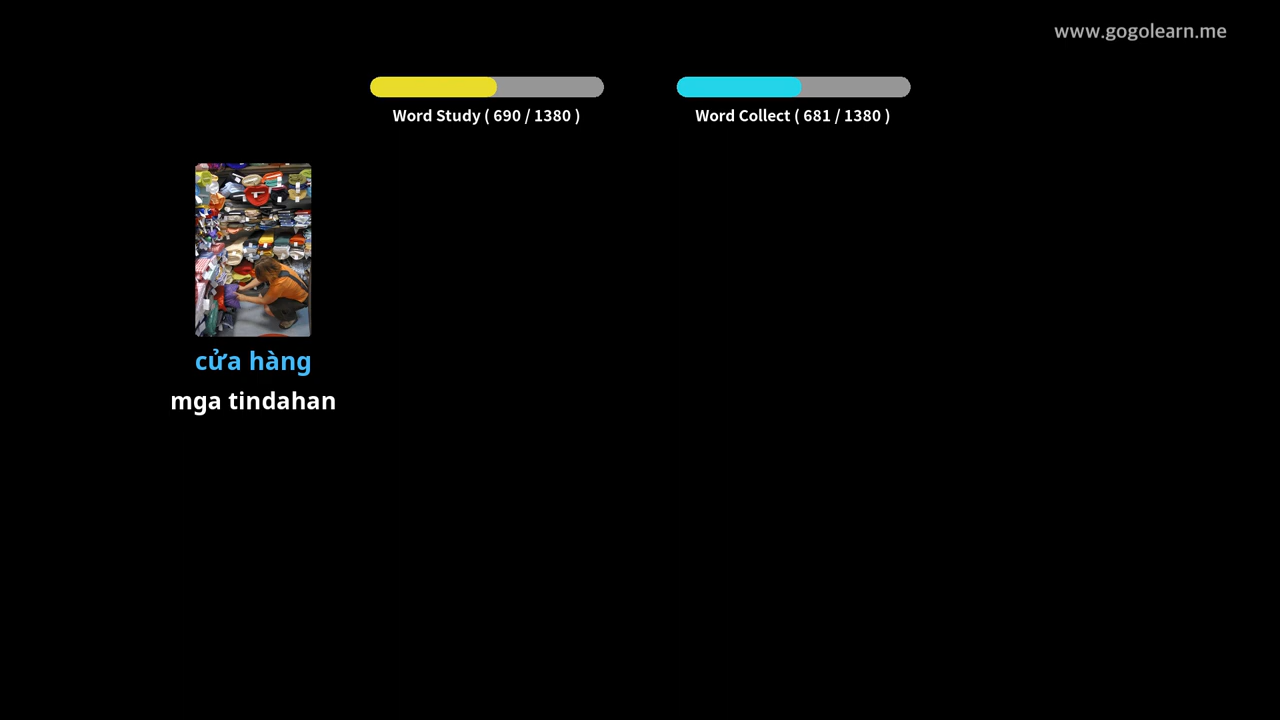 www.gogolearn.me
Word Study ( 690 / 1380 )
Word Collect ( 681 / 1380 )
cửa hàng
mga tindahan